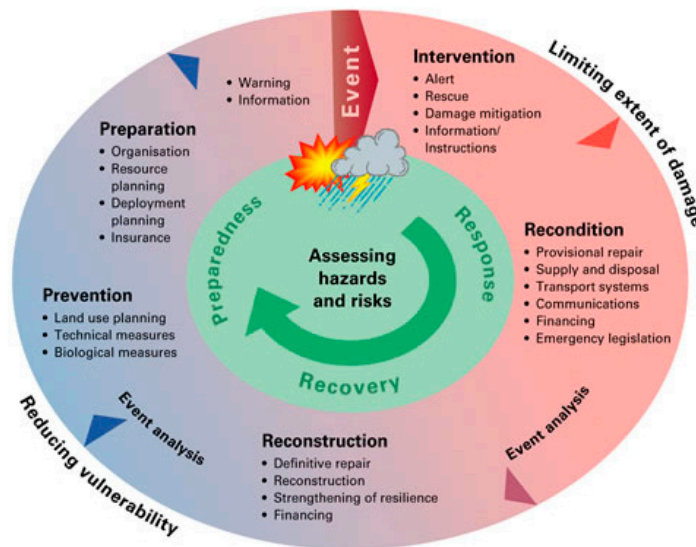 Event
Intervention
• Alert
• Rescue
• Damage mitigation
• Information/
Instructions
Limiting extent of damage
Recondition
• Provisional repair
• Supply and disposal
• Transport systems
• Communications
• Financing
• Emergency legislation
Event analysis
Reconstruction
• Definitive repair
• Reconstruction
• Strengthening of resilience
• Financing
Event analysis
Reducing vulnerability
Prevention
• Land use planning
• Technical measures
• Biological measures
Preparation
• Organisation
• Resource
planning
• Deployment
planning
• Insurance
• Warning
• Information
Preparedness
Response
Recovery
Assessing
hazards
and risks